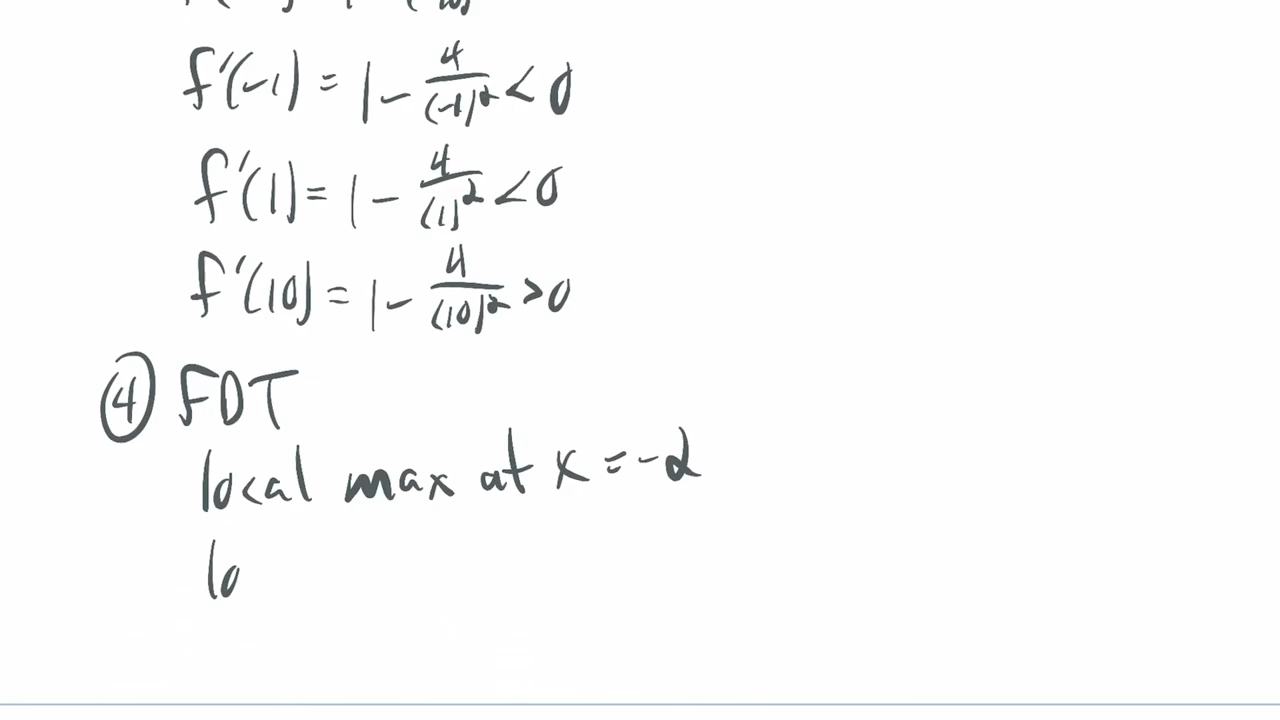 f'(-1) = 1 - 4/(-1)² < 0
f'(1) = 1 - 4/(1)² < 0
f'(10) = 1 - 4/(10)² > 0
④ FDT
local max at x = -2
lo